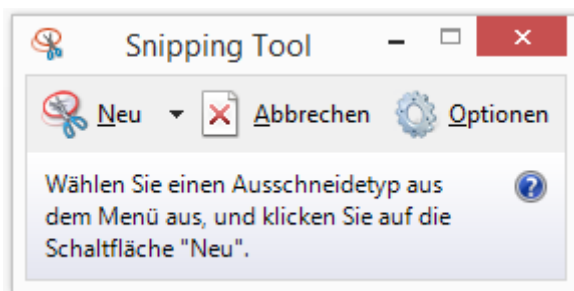 Snipping Tool
Neu Abbrechen Optionen
Wählen Sie einen Ausschneidetyp aus
dem Menü aus, und klicken Sie auf die
Schaltfläche "Neu".